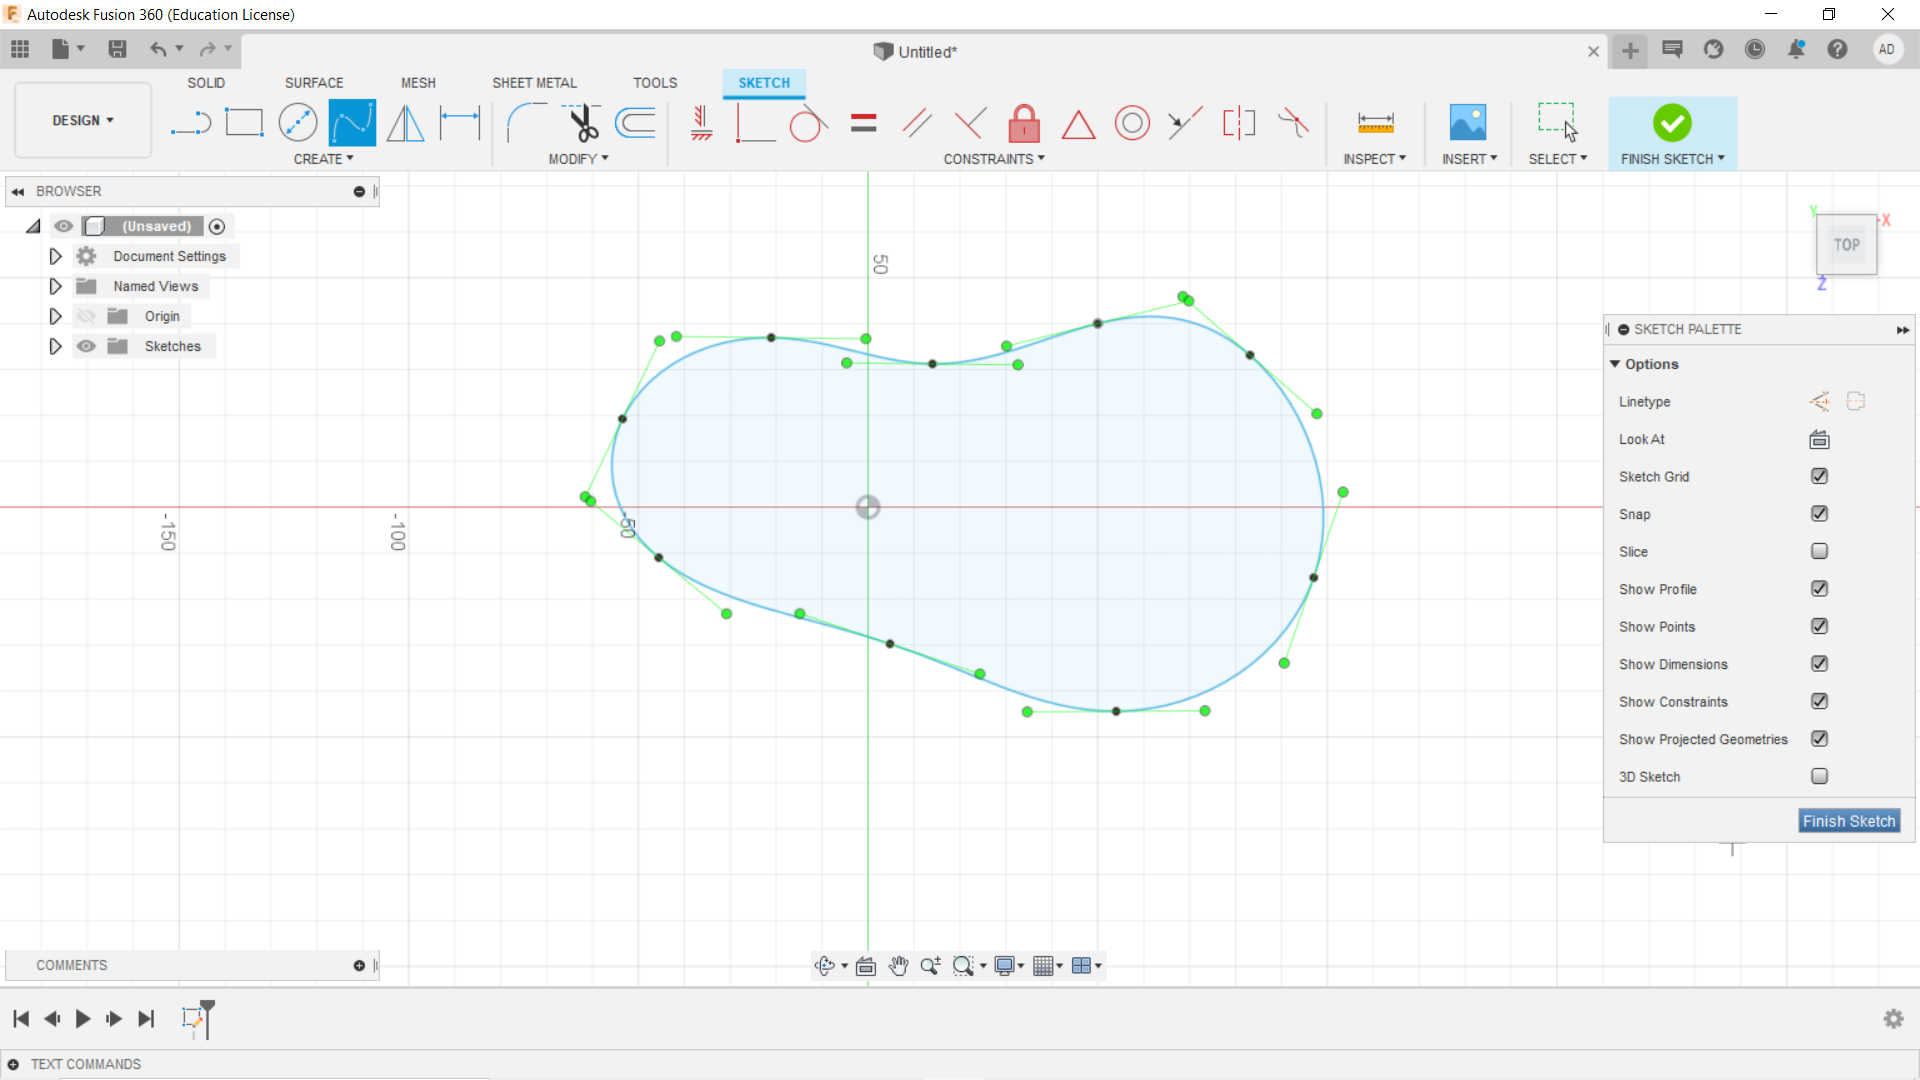 Autodesk Fusion 360 (Education License)
Untitled*
AD
SOLID SURFACE MESH SHEET METAL TOOLS SKETCH
DESIGN
CREATE MODIFY CONSTRAINTS INSPECT INSERT SELECT FINISH SKETCH
BROWSER
(Unsaved)
Document Settings
Named Views
Origin
Sketches
50
-150
-100
-50
Y
X
TOP
Z
SKETCH PALETTE
Options
Linetype
Look At
Sketch Grid
Snap
Slice
Show Profile
Show Points
Show Dimensions
Show Constraints
Show Projected Geometries
3D Sketch
Finish Sketch
COMMENTS
TEXT COMMANDS